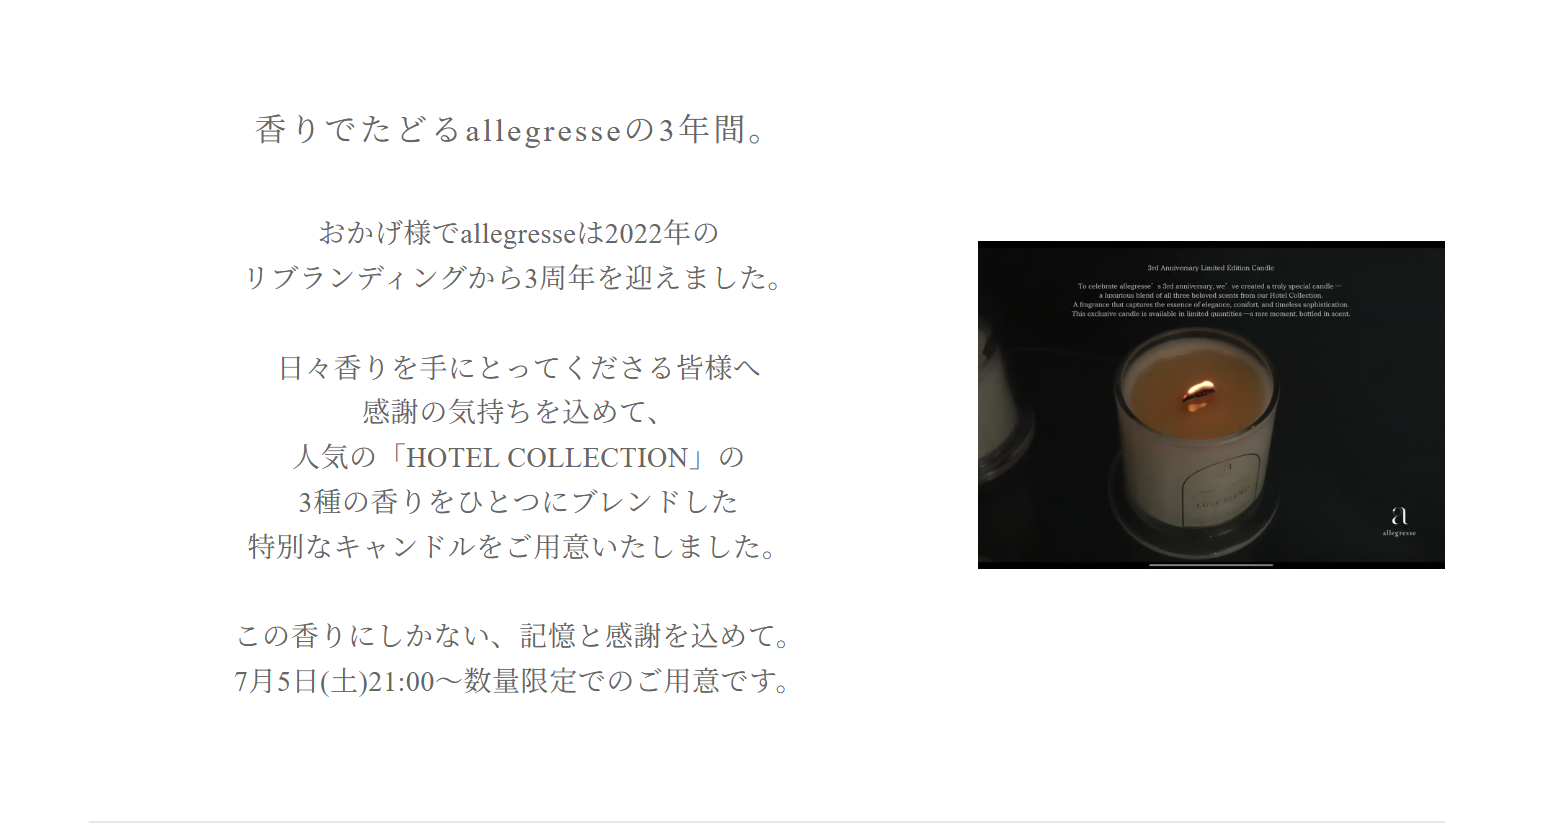 香りでたどるallegresseの3年間。
おかげ様でallegresseは2022年の
リブランディングから3周年を迎えました。
日々香りを手にとってくださる皆様へ
感謝の気持ちを込めて、
人気の「HOTEL COLLECTION」の
3種の香りをひとつにブレンドした
特別なキャンドルをご用意いたしました。
この香りにしかない、記憶と感謝を込めて。
7月5日(土)21:00〜数量限定でのご用意です。
3rd Anniversary Limited Edition Candle
To celebrate allegresse’s 3rd anniversary, we’ve created a truly special candle —
a luxurious blend of all three beloved scents from our Hotel Collection.
A fragrance that captures the essence of elegance, comfort, and timeless sophistication.
This exclusive candle is available in limited quantities —a rare moment, bottled in scent.
a
LUXE BLEND
a
allegresse